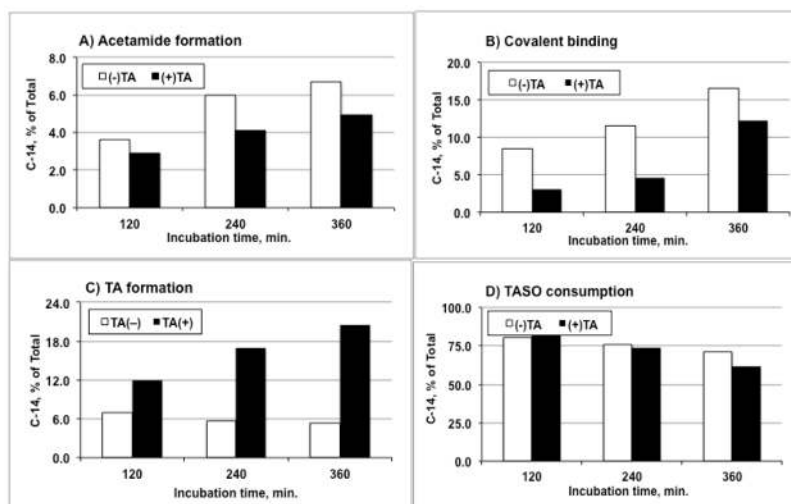 A) Acetamide formation
8.0
(-)TA (+)TA
6.0
4.0
2.0
0.0
C-14, % of Total
120 240 360
Incubation time, min.
B) Covalent binding
20.0
(-)TA (+)TA
15.0
10.0
5.0
0.0
C-14, % of Total
120 240 360
Incubation time, min.
C) TA formation
24.0
TA(–) TA(+)
18.0
12.0
6.0
0.0
C-14, % of Total
120 240 360
Incubation time, min.
D) TASO consumption
100.0
(-)TA (+)TA
75.0
50.0
25.0
0.0
C-14, % of Total
120 240 360
Incubation time, min.